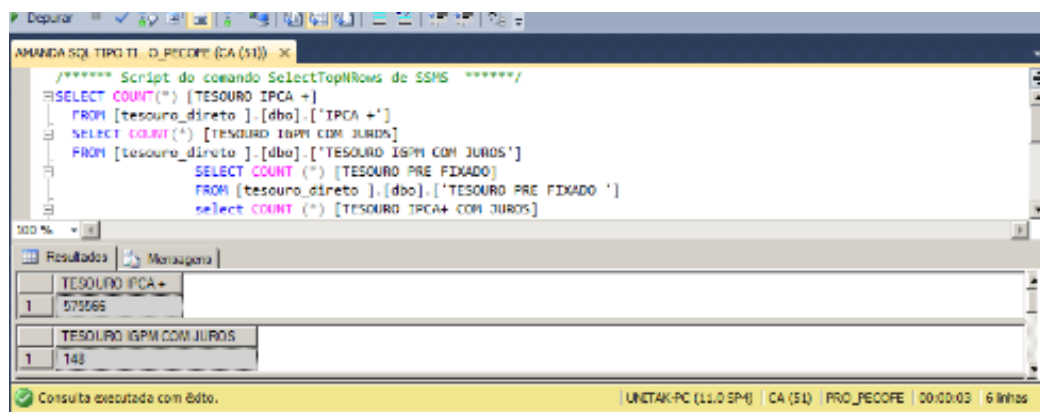 Depurar
AMANDA SQL TIPO TI...O_PECOFE (CA (51)) ×
/****** Script do comando SelectTopNRows de SSMS ******/
SELECT COUNT(*) [TESOURO IPCA +]
FROM [tesouro_direto ].[dbo].['IPCA +']
SELECT COUNT(*) [TESOURO IGPM COM JUROS]
FROM [tesouro_direto ].[dbo].['TESOURO IGPM COM JUROS']
SELECT COUNT (*) [TESOURO PRE FIXADO]
FROM [tesouro_direto ].[dbo].['TESOURO PRE FIXADO ']
select COUNT (*) [TESOURO IPCA+ COM JUROS]
100 %
Resultados Mensagens
TESOURO IPCA +
1 575566
TESOURO IGPM COM JUROS
1 148
Consulta executada com êxito. UNITAK-PC (11.0 SP4) CA (51) PRO_PECOFE 00:00:03 6 linhas